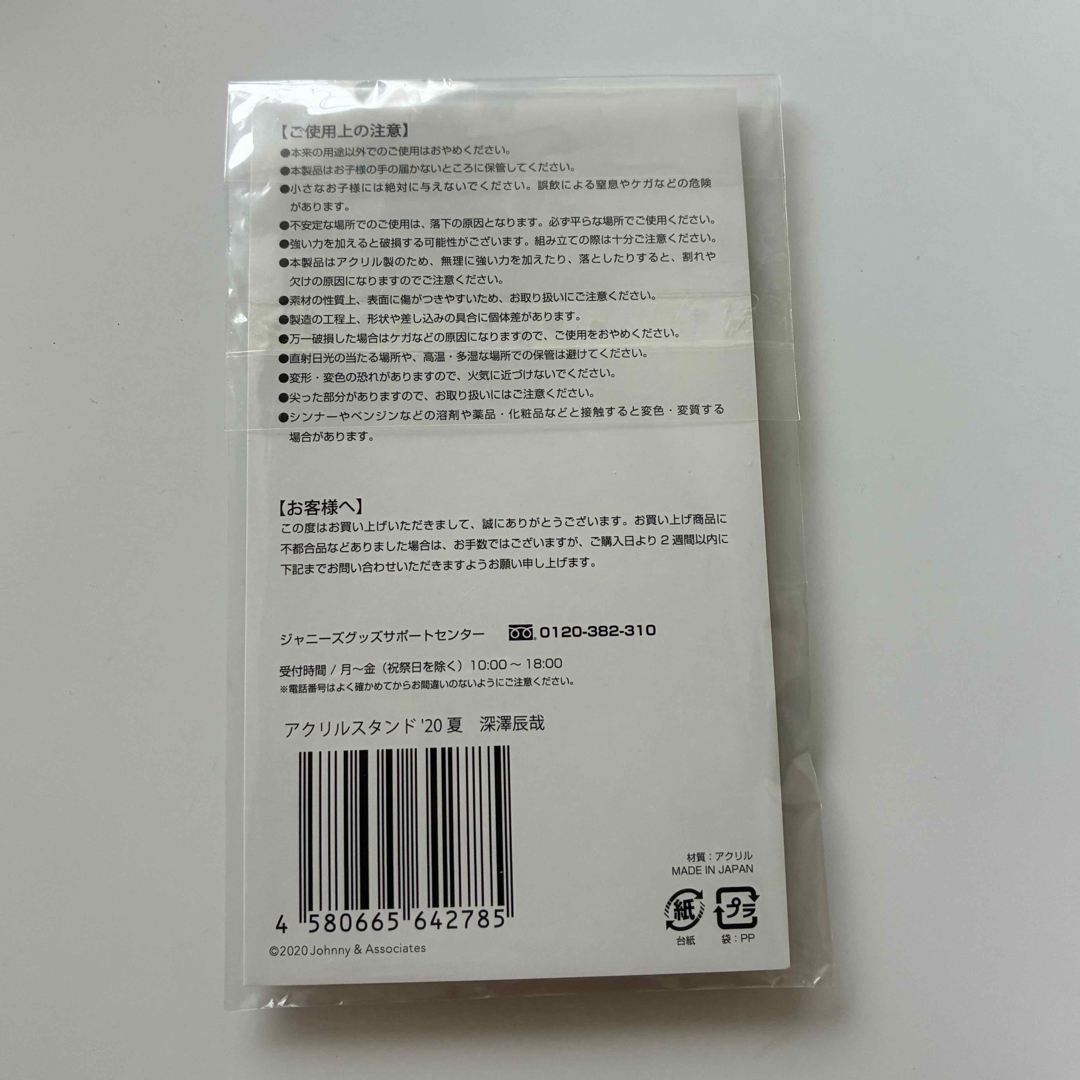 【ご使用上の注意】
●本来の用途以外でのご使用はおやめください。
●本製品はお子様の手の届かないところに保管してください。
●小さなお子様には絶対に与えないでください。誤飲による窒息やケガなどの危険
があります。
●不安定な場所でのご使用は、落下の原因となります。必ず平らな場所でご使用ください。
●強い力を加えると破損する可能性がございます。組み立ての際は十分ご注意ください。
●本製品はアクリル製のため、無理に強い力を加えたり、落としたりすると、割れや
欠けの原因になりますのでご注意ください。
●素材の性質上、表面に傷がつきやすいため、お取り扱いにご注意ください。
●製造の工程上、形状や差し込みの具合に個体差があります。
●万一破損した場合はケガなどの原因になりますので、ご使用をおやめください。
●直射日光の当たる場所や、高温・多湿な場所での保管は避けてください。
●変形・変色の恐れがありますので、火気に近づけないでください。
●尖った部分がありますので、お取り扱いにはご注意ください。
●シンナーやベンジンなどの溶剤や薬品・化粧品などと接触すると変色・変質する
場合があります。
【お客様へ】
この度はお買い上げいただきまして、誠にありがとうございます。お買い上げ商品に
不都合品などありました場合は、お手数ではございますが、ご購入日より2週間以内に
下記までお問い合わせいただきますようお願い申し上げます。
ジャニーズグッズサポートセンター 0120-382-310
受付時間 / 月〜金（祝祭日を除く）10:00〜18:00
※電話番号はよく確かめてからお間違いのないようにご注意ください。
アクリルスタンド '20 夏 深澤辰哉
4 580665 642785
©2020 Johnny & Associates
材質：アクリル
MADE IN JAPAN
紙 プラ
台紙 袋：PP